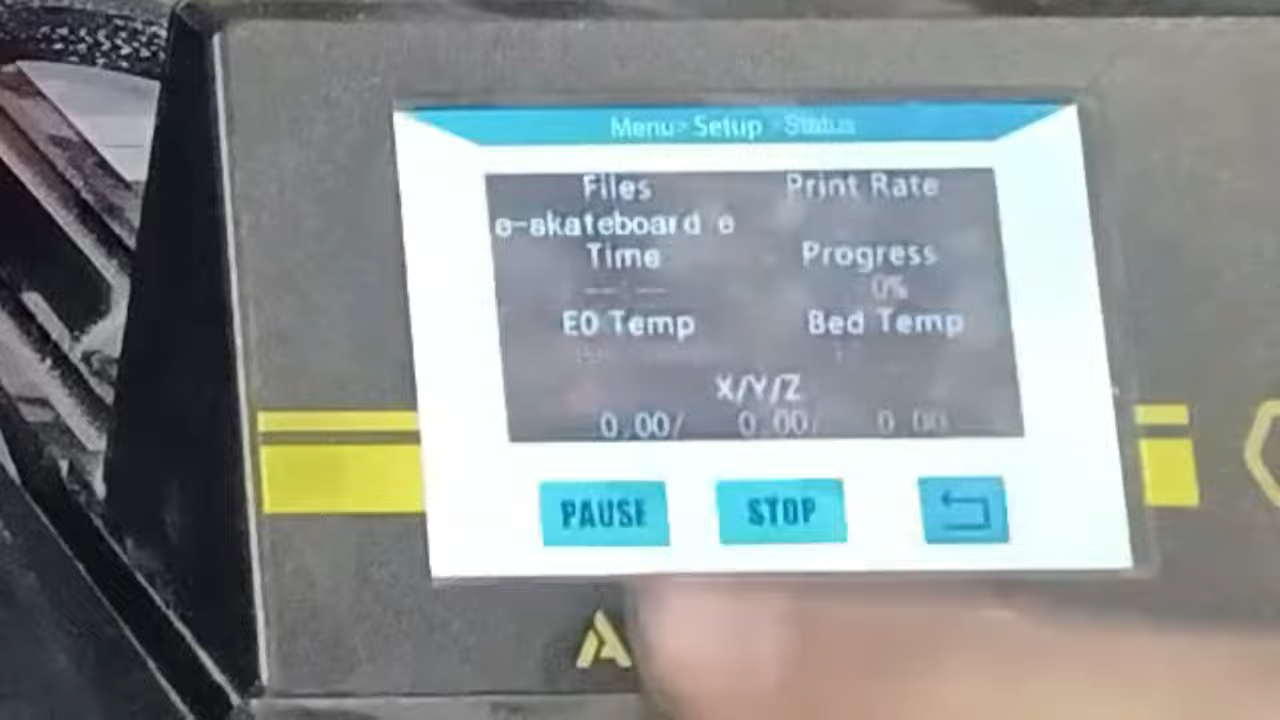 Menu> Setup >Status
Files Print Rate
e-akateboard e
Time Progress
--:-- 0%
E0 Temp Bed Temp
X/Y/Z
0.00/ 0.00/ 0.00
PAUSE STOP